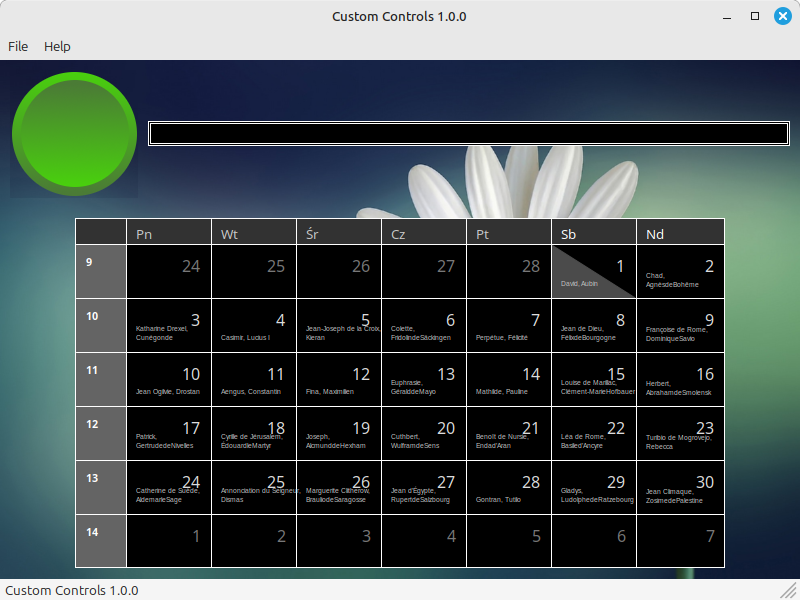 Custom Controls 1.0.0
File Help
Pn Wt Śr Cz Pt Sb Nd
9 24 25 26 27 28 1 2
David, Aubin
Chad,
AgnèsdeBohême
10 3 4 5 6 7 8 9
Katharine Drexel,
Cunégonde
Casimir, Lucius I
Jean-Joseph de la Croix,
Kieran
Colette,
FridolindeSäckingen
Perpétue, Félicité
Jean de Dieu,
FélixdeBourgogne
Françoise de Rome,
DominiqueSavio
11 10 11 12 13 14 15 16
Jean Ogilvie, Drostan
Aengus, Constantin
Fina, Maximilien
Euphrasie,
GéralddeMayo
Mathilde, Pauline
Louise de Marillac,
Clément-MarieHofbauer
Herbert,
AbrahamdeSmolensk
12 17 18 19 20 21 22 23
Patrick,
GertrudedeNivelles
Cyrille de Jérusalem,
ÉdouardleMartyr
Joseph,
AlcmunddeHexham
Cuthbert,
WulframdeSens
Benoît de Nursie,
Endad'Aran
Léa de Rome,
Basiled'Ancyre
Turibio de Mogrovejo,
Rebecca
13 24 25 26 27 28 29 30
Catherine de Suède,
AldemarleSage
Annonciation du Seigneur,
Dismas
Marguerite Clitherow,
BrauliodeSaragosse
Jean d'Égypte,
RupertdeSalzbourg
Gontran, Tutilo
Gladys,
LudolphedeRatzebourg
Jean Climaque,
ZosimedePalestine
14 1 2 3 4 5 6 7
Custom Controls 1.0.0